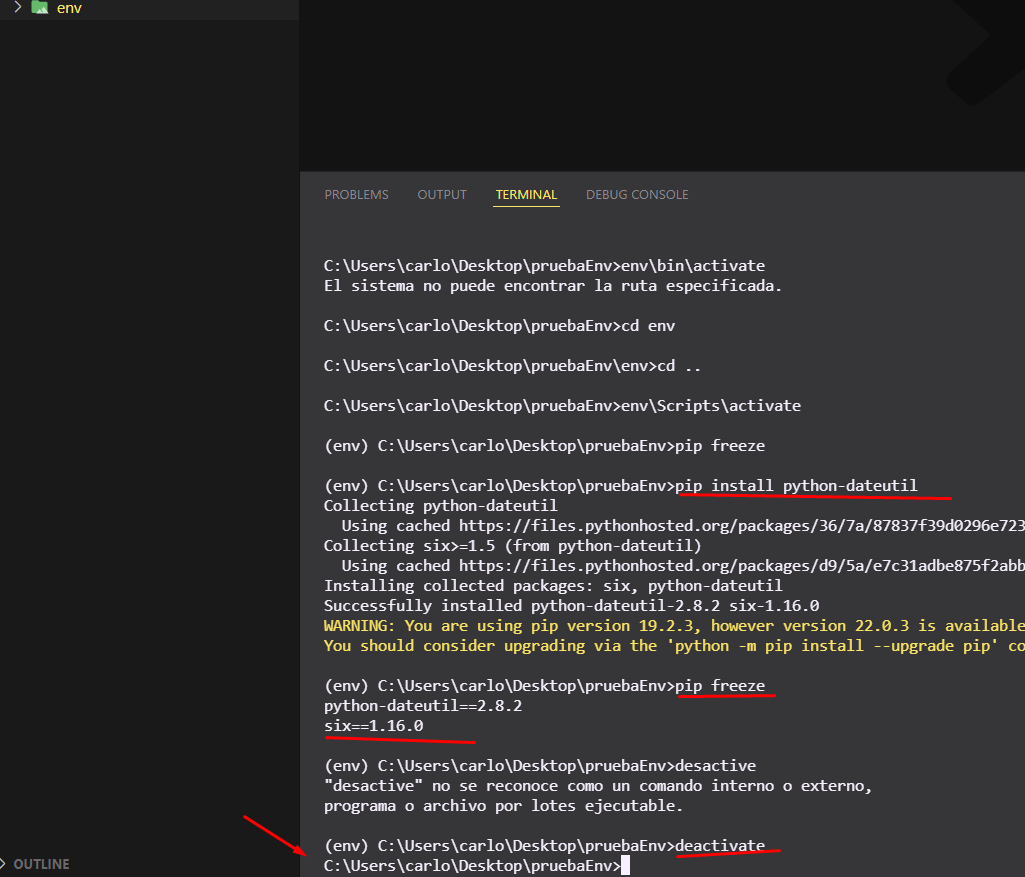 env
PROBLEMS OUTPUT TERMINAL DEBUG CONSOLE
C:\Users\carlo\Desktop\pruebaEnv>env\bin\activate
El sistema no puede encontrar la ruta especificada.
C:\Users\carlo\Desktop\pruebaEnv>cd env
C:\Users\carlo\Desktop\pruebaEnv\env>cd ..
C:\Users\carlo\Desktop\pruebaEnv>env\Scripts\activate
(env) C:\Users\carlo\Desktop\pruebaEnv>pip freeze
(env) C:\Users\carlo\Desktop\pruebaEnv>pip install python-dateutil
Collecting python-dateutil
Using cached https://files.pythonhosted.org/packages/36/7a/87837f39d0296e723
Collecting six>=1.5 (from python-dateutil)
Using cached https://files.pythonhosted.org/packages/d9/5a/e7c31adbe875f2abb
Installing collected packages: six, python-dateutil
Successfully installed python-dateutil-2.8.2 six-1.16.0
WARNING: You are using pip version 19.2.3, however version 22.0.3 is available
You should consider upgrading via the 'python -m pip install --upgrade pip' co
(env) C:\Users\carlo\Desktop\pruebaEnv>pip freeze
python-dateutil==2.8.2
six==1.16.0
(env) C:\Users\carlo\Desktop\pruebaEnv>desactive
"desactive" no se reconoce como un comando interno o externo,
programa o archivo por lotes ejecutable.
(env) C:\Users\carlo\Desktop\pruebaEnv>deactivate
C:\Users\carlo\Desktop\pruebaEnv>
OUTLINE